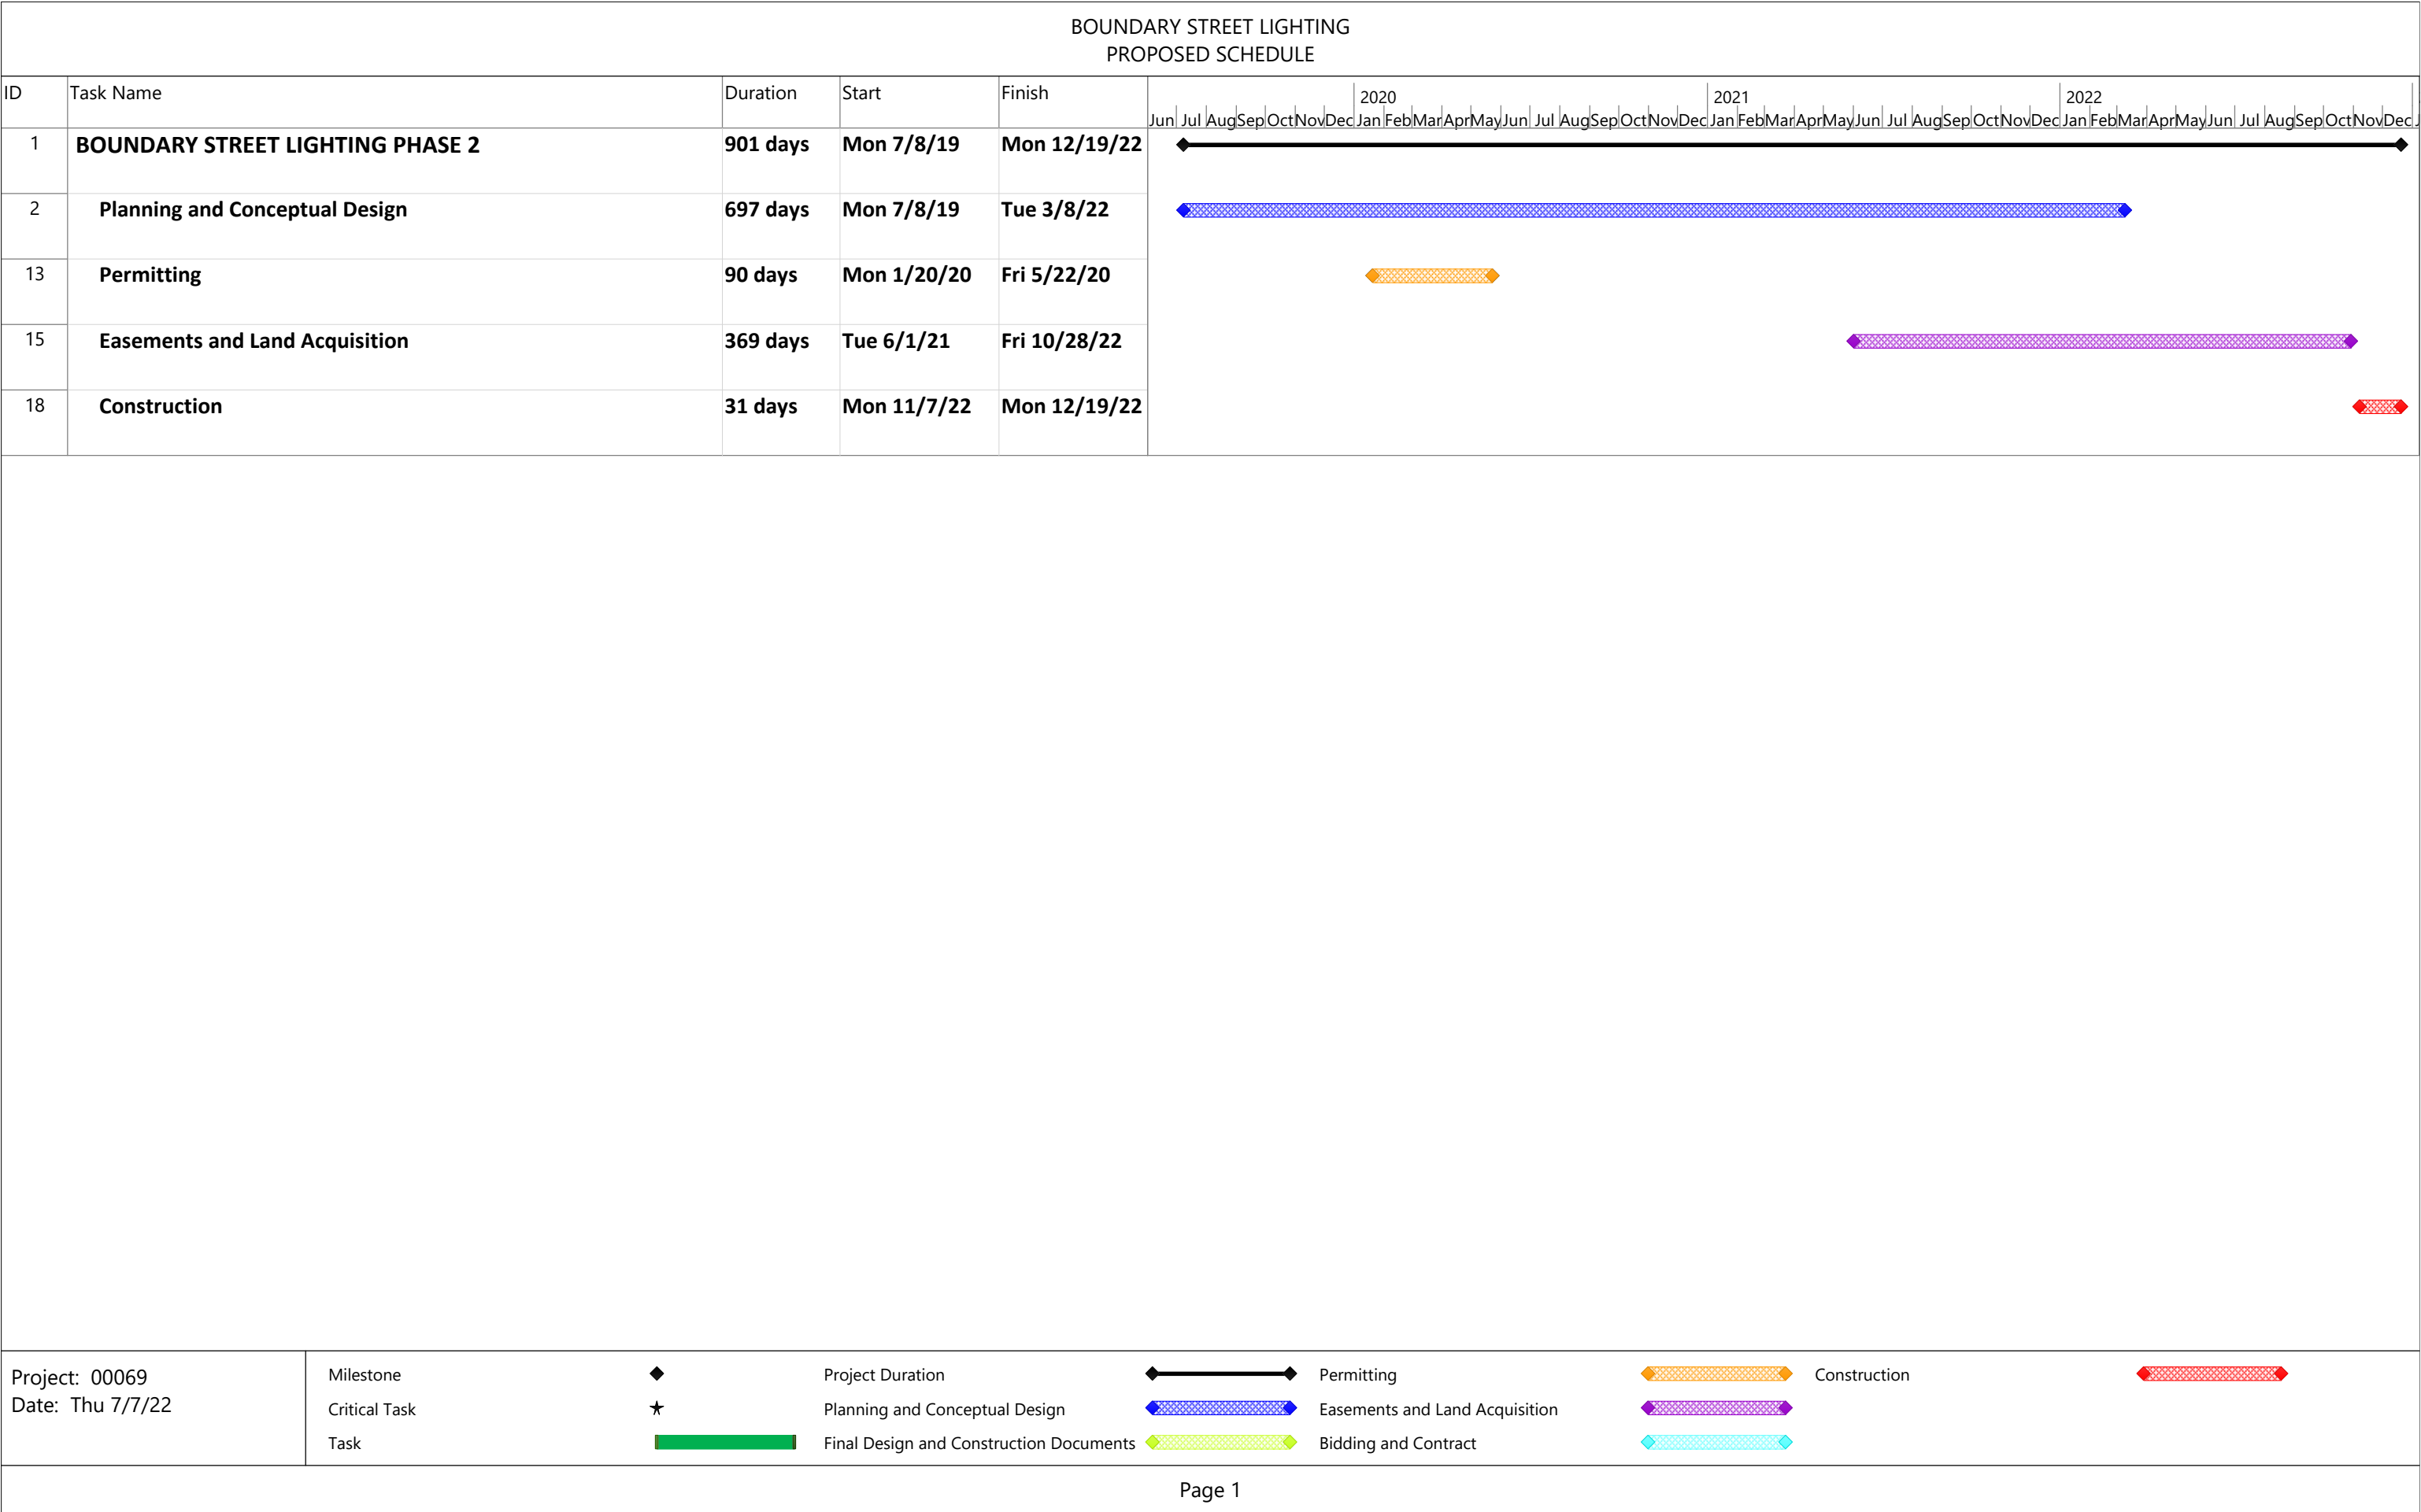 BOUNDARY STREET LIGHTING
PROPOSED SCHEDULE
ID Task Name Duration Start Finish
2020 2021 2022
Jun Jul Aug Sep Oct Nov Dec Jan Feb Mar Apr May Jun Jul Aug Sep Oct Nov Dec Jan Feb Mar Apr May Jun Jul Aug Sep Oct Nov Dec Jan Feb Mar Apr May Jun Jul Aug Sep Oct Nov Dec J
1 BOUNDARY STREET LIGHTING PHASE 2 901 days Mon 7/8/19 Mon 12/19/22
2 Planning and Conceptual Design 697 days Mon 7/8/19 Tue 3/8/22
13 Permitting 90 days Mon 1/20/20 Fri 5/22/20
15 Easements and Land Acquisition 369 days Tue 6/1/21 Fri 10/28/22
18 Construction 31 days Mon 11/7/22 Mon 12/19/22
Project: 00069
Date: Thu 7/7/22
Milestone Project Duration Permitting Construction
Critical Task Planning and Conceptual Design Easements and Land Acquisition
Task Final Design and Construction Documents Bidding and Contract
Page 1